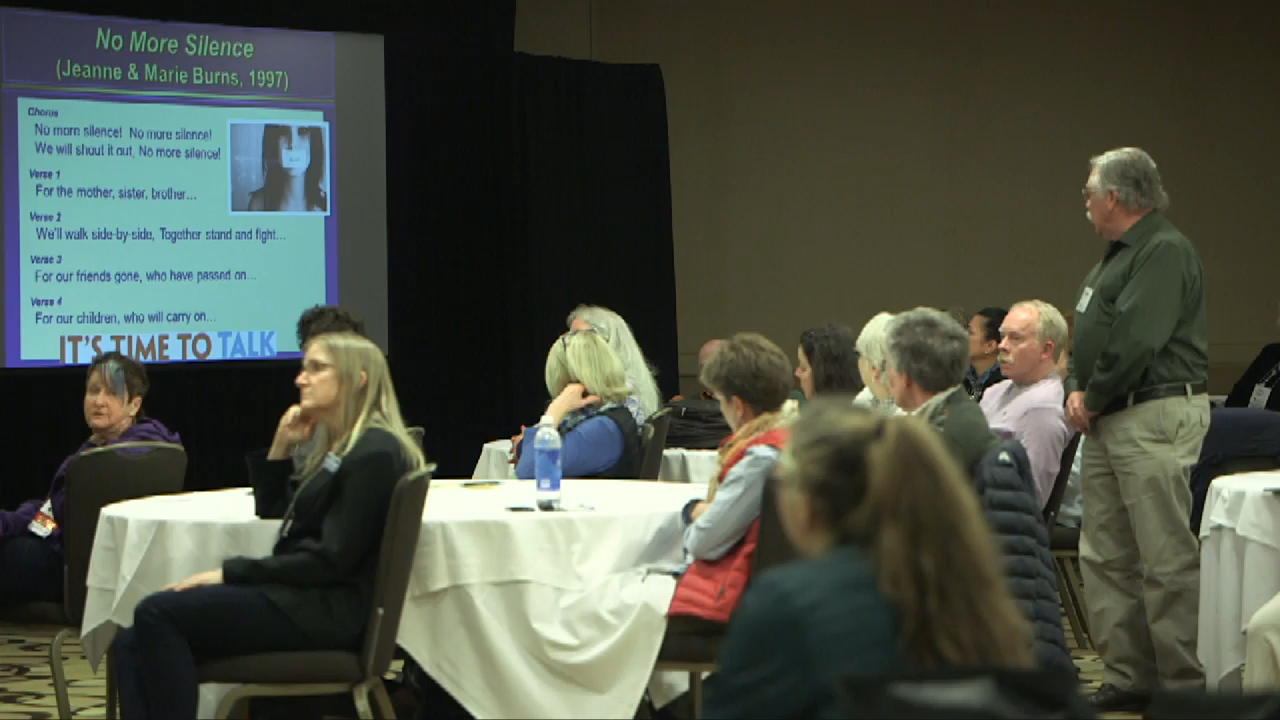 No More Silence
(Jeanne & Marie Burns, 1997)
Chorus
No more silence! No more silence!
We will shout it out, No more silence!
Verse 1
For the mother, sister, brother...
Verse 2
We'll walk side-by-side, Together stand and fight...
Verse 3
For our friends gone, who have passed on...
Verse 4
For our children, who will carry on...
IT'S TIME TO TALK